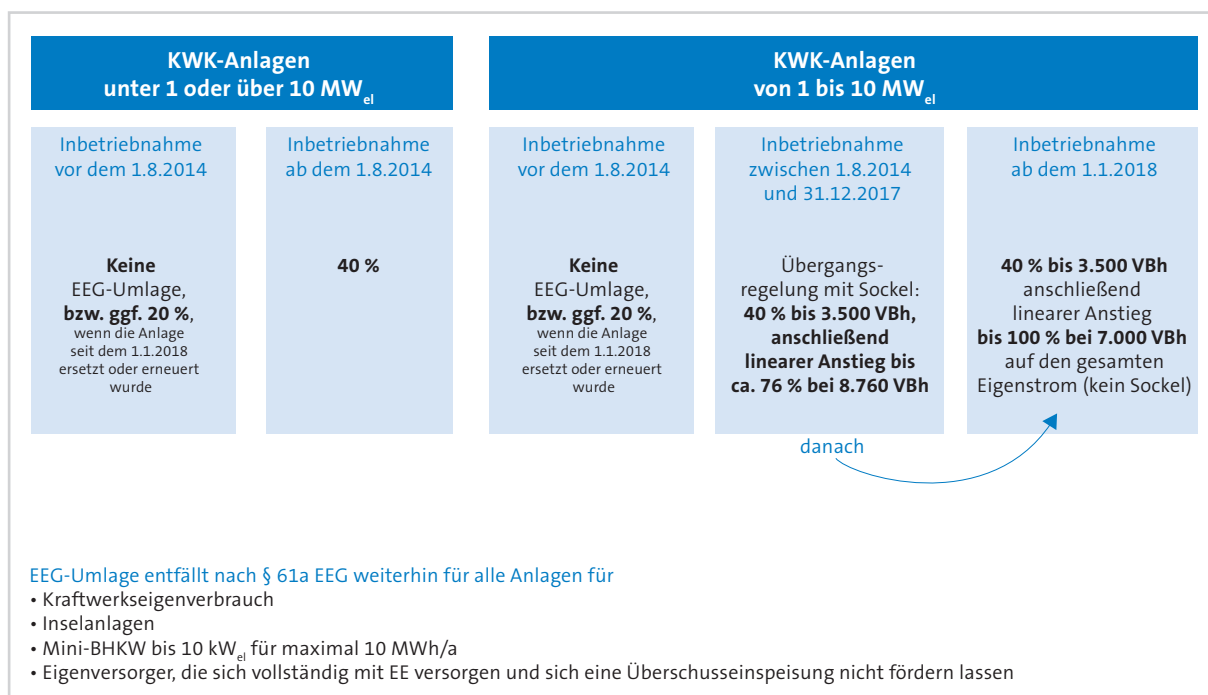 KWK-Anlagen
unter 1 oder über 10 MWel
Inbetriebnahme
vor dem 1.8.2014
Keine
EEG-Umlage,
bzw. ggf. 20 %,
wenn die Anlage
seit dem 1.1.2018
ersetzt oder erneuert
wurde
Inbetriebnahme
ab dem 1.8.2014
40 %
KWK-Anlagen
von 1 bis 10 MWel
Inbetriebnahme
vor dem 1.8.2014
Keine
EEG-Umlage,
bzw. ggf. 20 %,
wenn die Anlage
seit dem 1.1.2018
ersetzt oder erneuert
wurde
Inbetriebnahme
zwischen 1.8.2014
und 31.12.2017
Übergangs-
regelung mit Sockel:
40 % bis 3.500 VBh,
anschließend
linearer Anstieg bis
ca. 76 % bei 8.760 VBh
Inbetriebnahme
ab dem 1.1.2018
40 % bis 3.500 VBh
anschließend
linearer Anstieg
bis 100 % bei 7.000 VBh
auf den gesamten
Eigenstrom (kein Sockel)
danach
EEG-Umlage entfällt nach § 61a EEG weiterhin für alle Anlagen für
• Kraftwerkseigenverbrauch
• Inselanlagen
• Mini-BHKW bis 10 kWel für maximal 10 MWh/a
• Eigenversorger, die sich vollständig mit EE versorgen und sich eine Überschusseinspeisung nicht fördern lassen